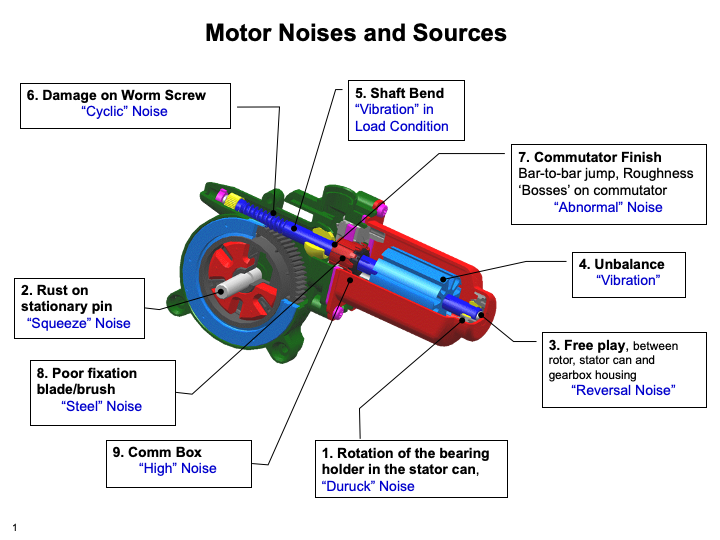 Motor Noises and Sources
6. Damage on Worm Screw
“Cyclic” Noise
5. Shaft Bend
“Vibration” in
Load Condition
7. Commutator Finish
Bar-to-bar jump, Roughness
‘Bosses’ on commutator
“Abnormal” Noise
4. Unbalance
“Vibration”
2. Rust on
stationary pin
“Squeeze” Noise
3. Free play, between
rotor, stator can and
gearbox housing
“Reversal Noise”
8. Poor fixation
blade/brush
“Steel” Noise
9. Comm Box
“High” Noise
1. Rotation of the bearing
holder in the stator can,
“Duruck” Noise
1